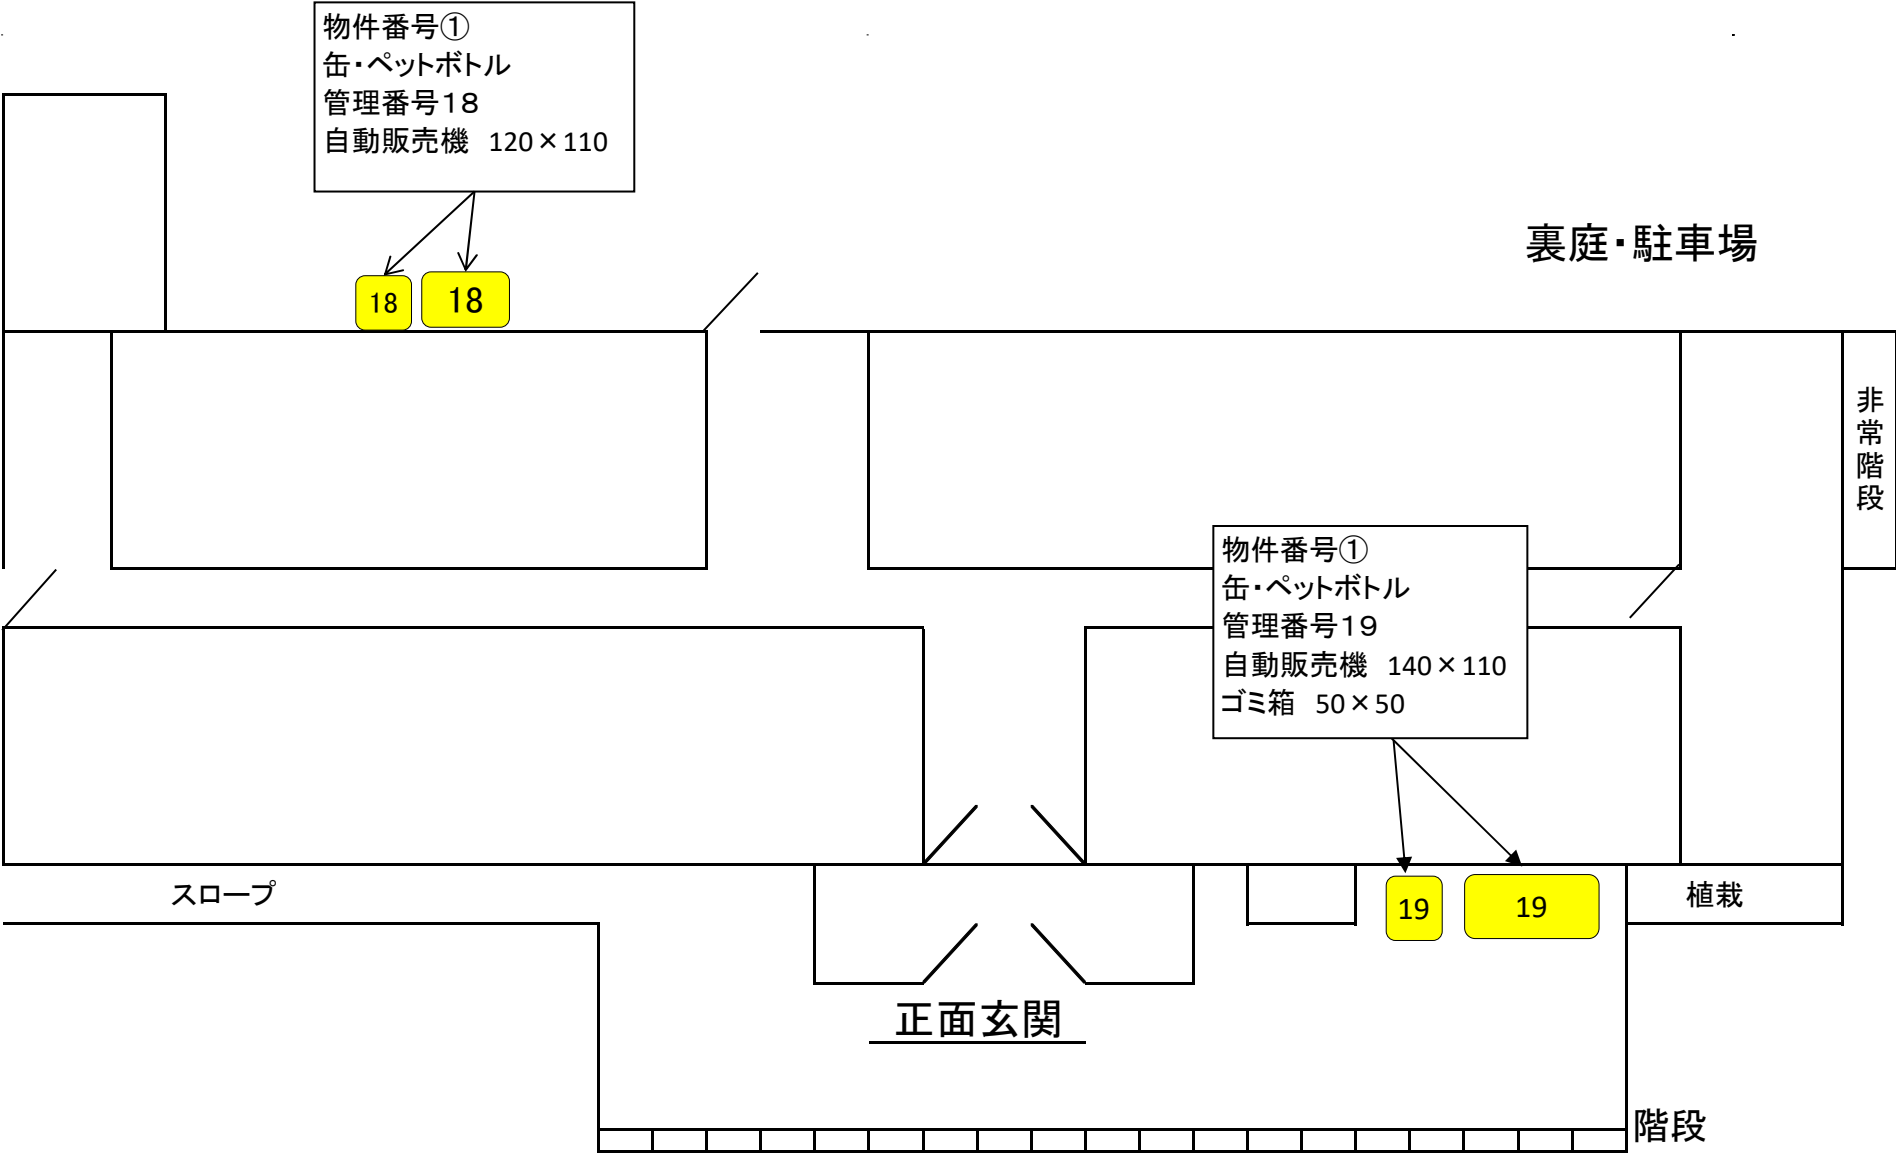 物件番号①
缶・ペットボトル
管理番号18
自動販売機　120×110
裏庭・駐車場
18
18
非常階段
物件番号①
缶・ペットボトル
管理番号19
自動販売機　140×110
ゴミ箱　50×50
スロープ
19
19
植栽
正面玄関
階段